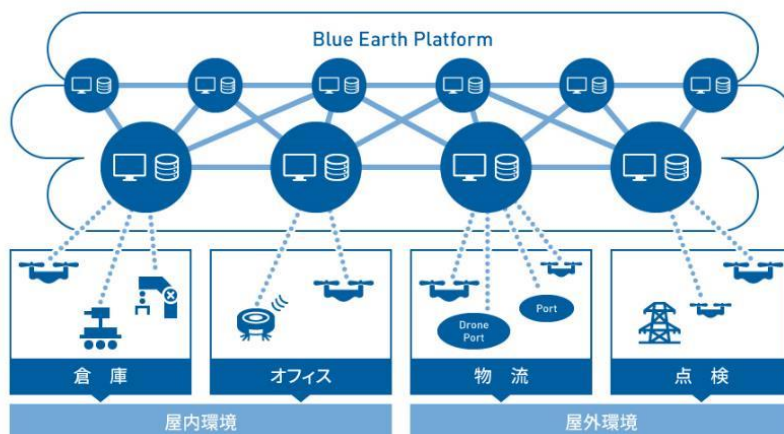 Blue Earth Platform
Drone
Port
Port
倉庫
オフィス
物流
点検
屋内環境
屋外環境